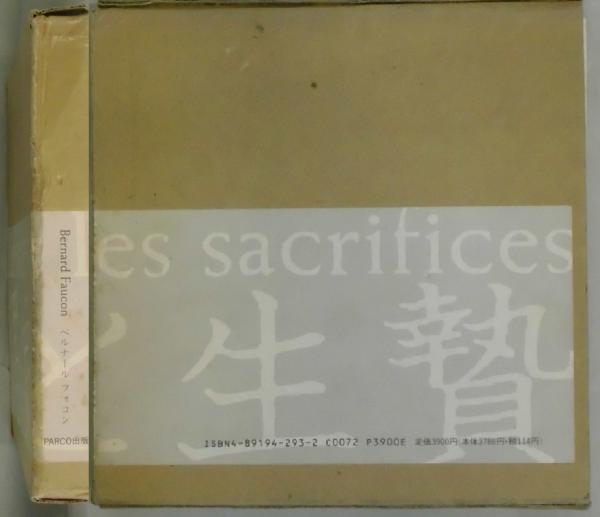 Bernard Faucon ベルナール フォコン
PARCO出版
les sacrifices
生贄
ISBN4-89194-293-2 C0072 P3900E 定価3900円(本体3786円・税114円)